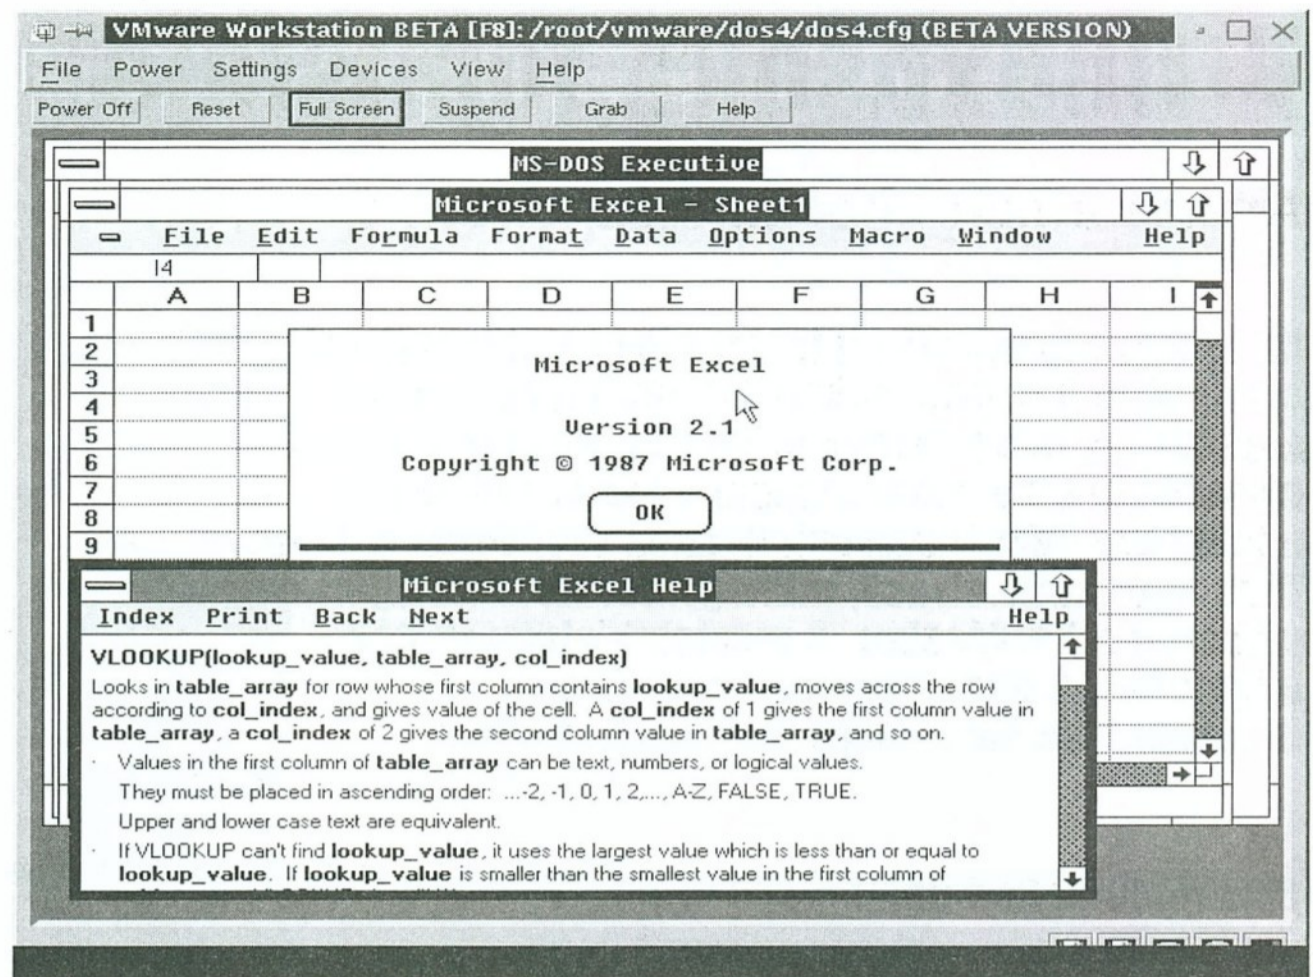 VMware Workstation BETA [F8]: /root/vmware/dos4/dos4.cfg (BETA VERSION)
File Power Settings Devices View Help
Power Off Reset Full Screen Suspend Grab Help
MS-DOS Executive
Microsoft Excel - Sheet1
File Edit Formula Format Data Options Macro Window Help
I4
A B C D E F G H I
1
2
3
4
5
6
7
8
9
Microsoft Excel
Version 2.1
Copyright © 1987 Microsoft Corp.
OK
Microsoft Excel Help
Index Print Back Next Help
VLOOKUP(lookup_value, table_array, col_index)
Looks in table_array for row whose first column contains lookup_value, moves across the row
according to col_index, and gives value of the cell. A col_index of 1 gives the first column value in
table_array, a col_index of 2 gives the second column value in table_array, and so on.
· Values in the first column of table_array can be text, numbers, or logical values.
They must be placed in ascending order: ...-2, -1, 0, 1, 2,..., A-Z, FALSE, TRUE.
Upper and lower case text are equivalent.
· If VLOOKUP can't find lookup_value, it uses the largest value which is less than or equal to
lookup_value. If lookup_value is smaller than the smallest value in the first column of